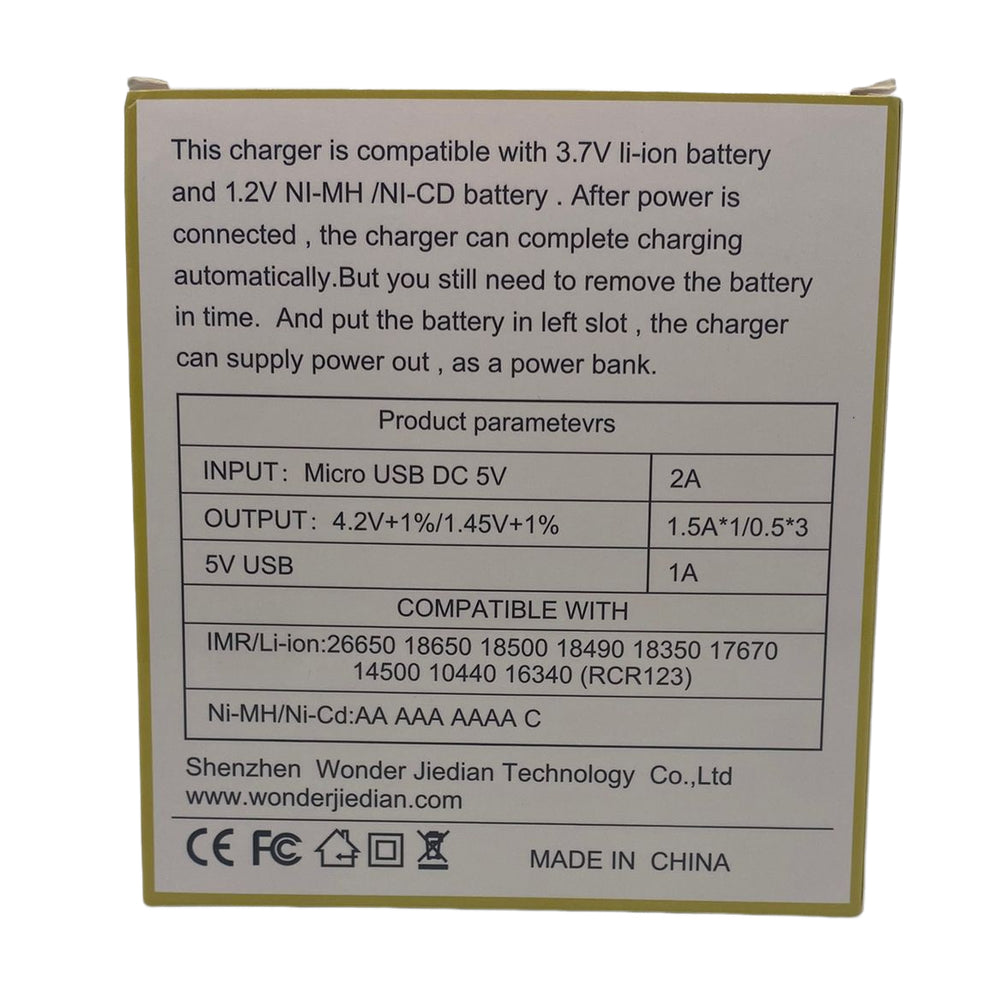 This charger is compatible with 3.7V li-ion battery
and 1.2V NI-MH /NI-CD battery . After power is
connected , the charger can complete charging
automatically.But you still need to remove the battery
in time.  And put the battery in left slot , the charger
can supply power out , as a power bank.
Product parametevrs
INPUT: Micro USB DC 5V 2A
OUTPUT: 4.2V+1%/1.45V+1% 1.5A*1/0.5*3
5V USB 1A
COMPATIBLE WITH
IMR/Li-ion:26650 18650 18500 18490 18350 17670
14500 10440 16340 (RCR123)
Ni-MH/Ni-Cd:AA AAA AAAA C
Shenzhen  Wonder Jiedian Technology  Co.,Ltd
www.wonderjiedian.com
CE FC MADE IN  CHINA